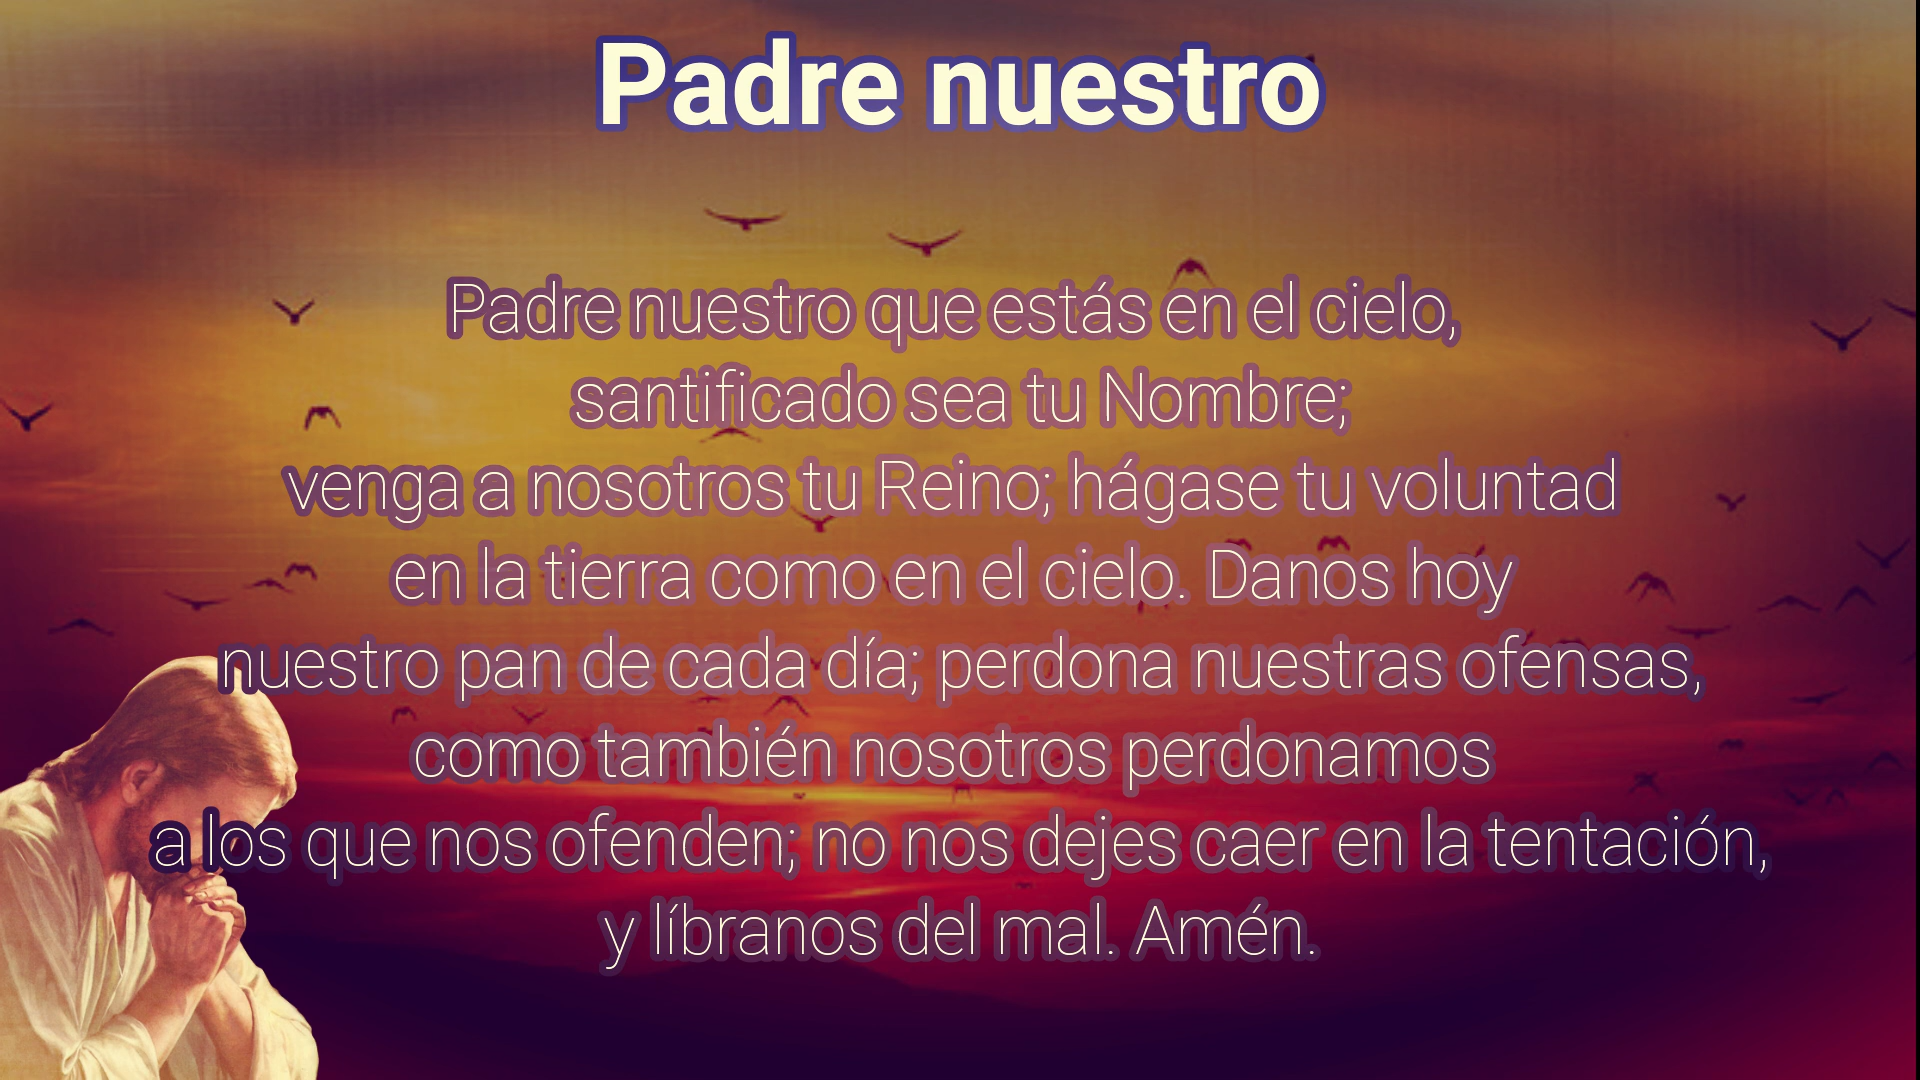 Padre nuestro
Padre nuestro que estás en el cielo,
santificado sea tu Nombre;
venga a nosotros tu Reino; hágase tu voluntad
en la tierra como en el cielo. Danos hoy
nuestro pan de cada día; perdona nuestras ofensas,
como también nosotros perdonamos
a los que nos ofenden; no nos dejes caer en la tentación,
y líbranos del mal. Amén.